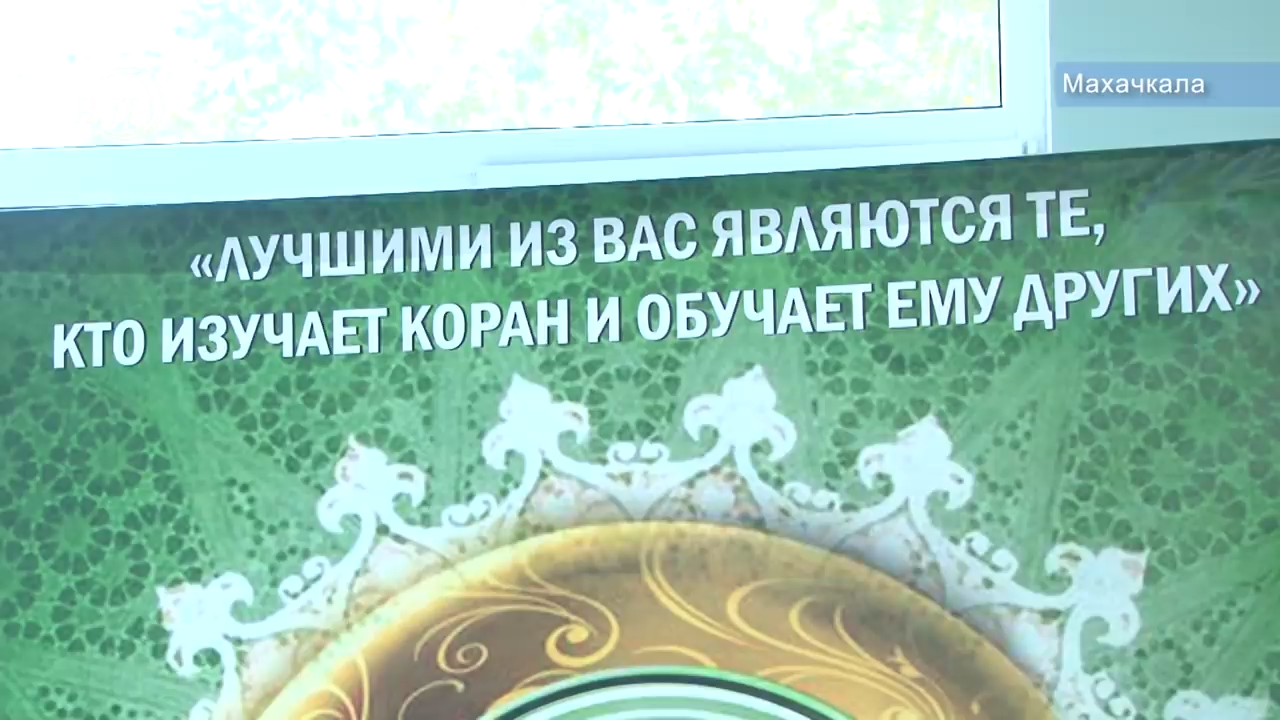 Махачкала
«ЛУЧШИМИ ИЗ ВАС ЯВЛЯЮТСЯ ТЕ,
КТО ИЗУЧАЕТ КОРАН И ОБУЧАЕТ ЕМУ ДРУГИХ»